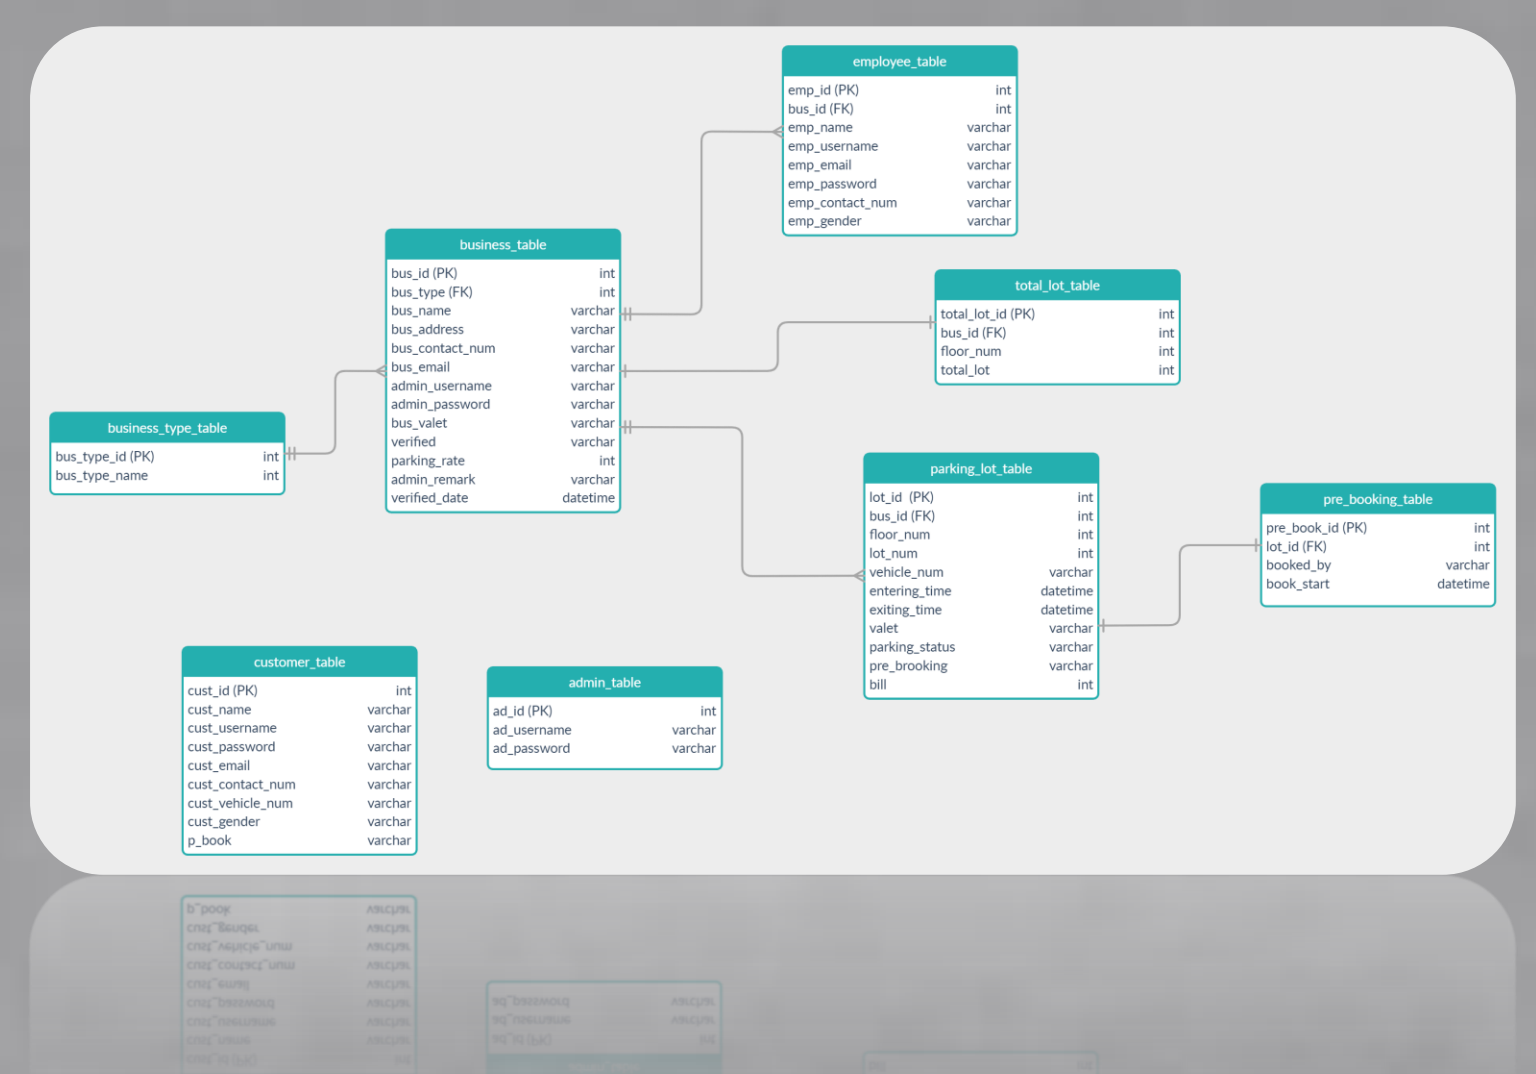 employee_table
emp_id (PK) int
bus_id (FK) int
emp_name varchar
emp_username varchar
emp_email varchar
emp_password varchar
emp_contact_num varchar
emp_gender varchar
business_table
bus_id (PK) int
bus_type (FK) int
bus_name varchar
bus_address varchar
bus_contact_num varchar
bus_email varchar
admin_username varchar
admin_password varchar
bus_valet varchar
verified varchar
parking_rate int
admin_remark varchar
verified_date datetime
total_lot_table
total_lot_id (PK) int
bus_id (FK) int
floor_num int
total_lot int
business_type_table
bus_type_id (PK) int
bus_type_name int
parking_lot_table
lot_id (PK) int
bus_id (FK) int
floor_num int
lot_num int
vehicle_num varchar
entering_time datetime
exiting_time datetime
valet varchar
parking_status varchar
pre_brooking varchar
bill int
pre_booking_table
pre_book_id (PK) int
lot_id (FK) int
booked_by varchar
book_start datetime
customer_table
cust_id (PK) int
cust_name varchar
cust_username varchar
cust_password varchar
cust_email varchar
cust_contact_num varchar
cust_vehicle_num varchar
cust_gender varchar
p_book varchar
admin_table
ad_id (PK) int
ad_username varchar
ad_password varchar